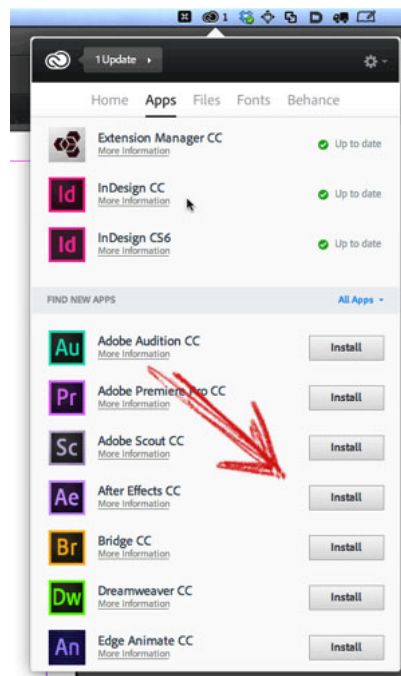 1
1 Update
Home Apps Files Fonts Behance
Extension Manager CC
More Information
Up to date
Id
InDesign CC
More Information
Up to date
Id
InDesign CS6
More Information
Up to date
FIND NEW APPS
All Apps
Au
Adobe Audition CC
More Information
Install
Pr
Adobe Premiere Pro CC
More Information
Install
Sc
Adobe Scout CC
More Information
Install
Ae
After Effects CC
More Information
Install
Br
Bridge CC
More Information
Install
Dw
Dreamweaver CC
More Information
Install
An
Edge Animate CC
More Information
Install